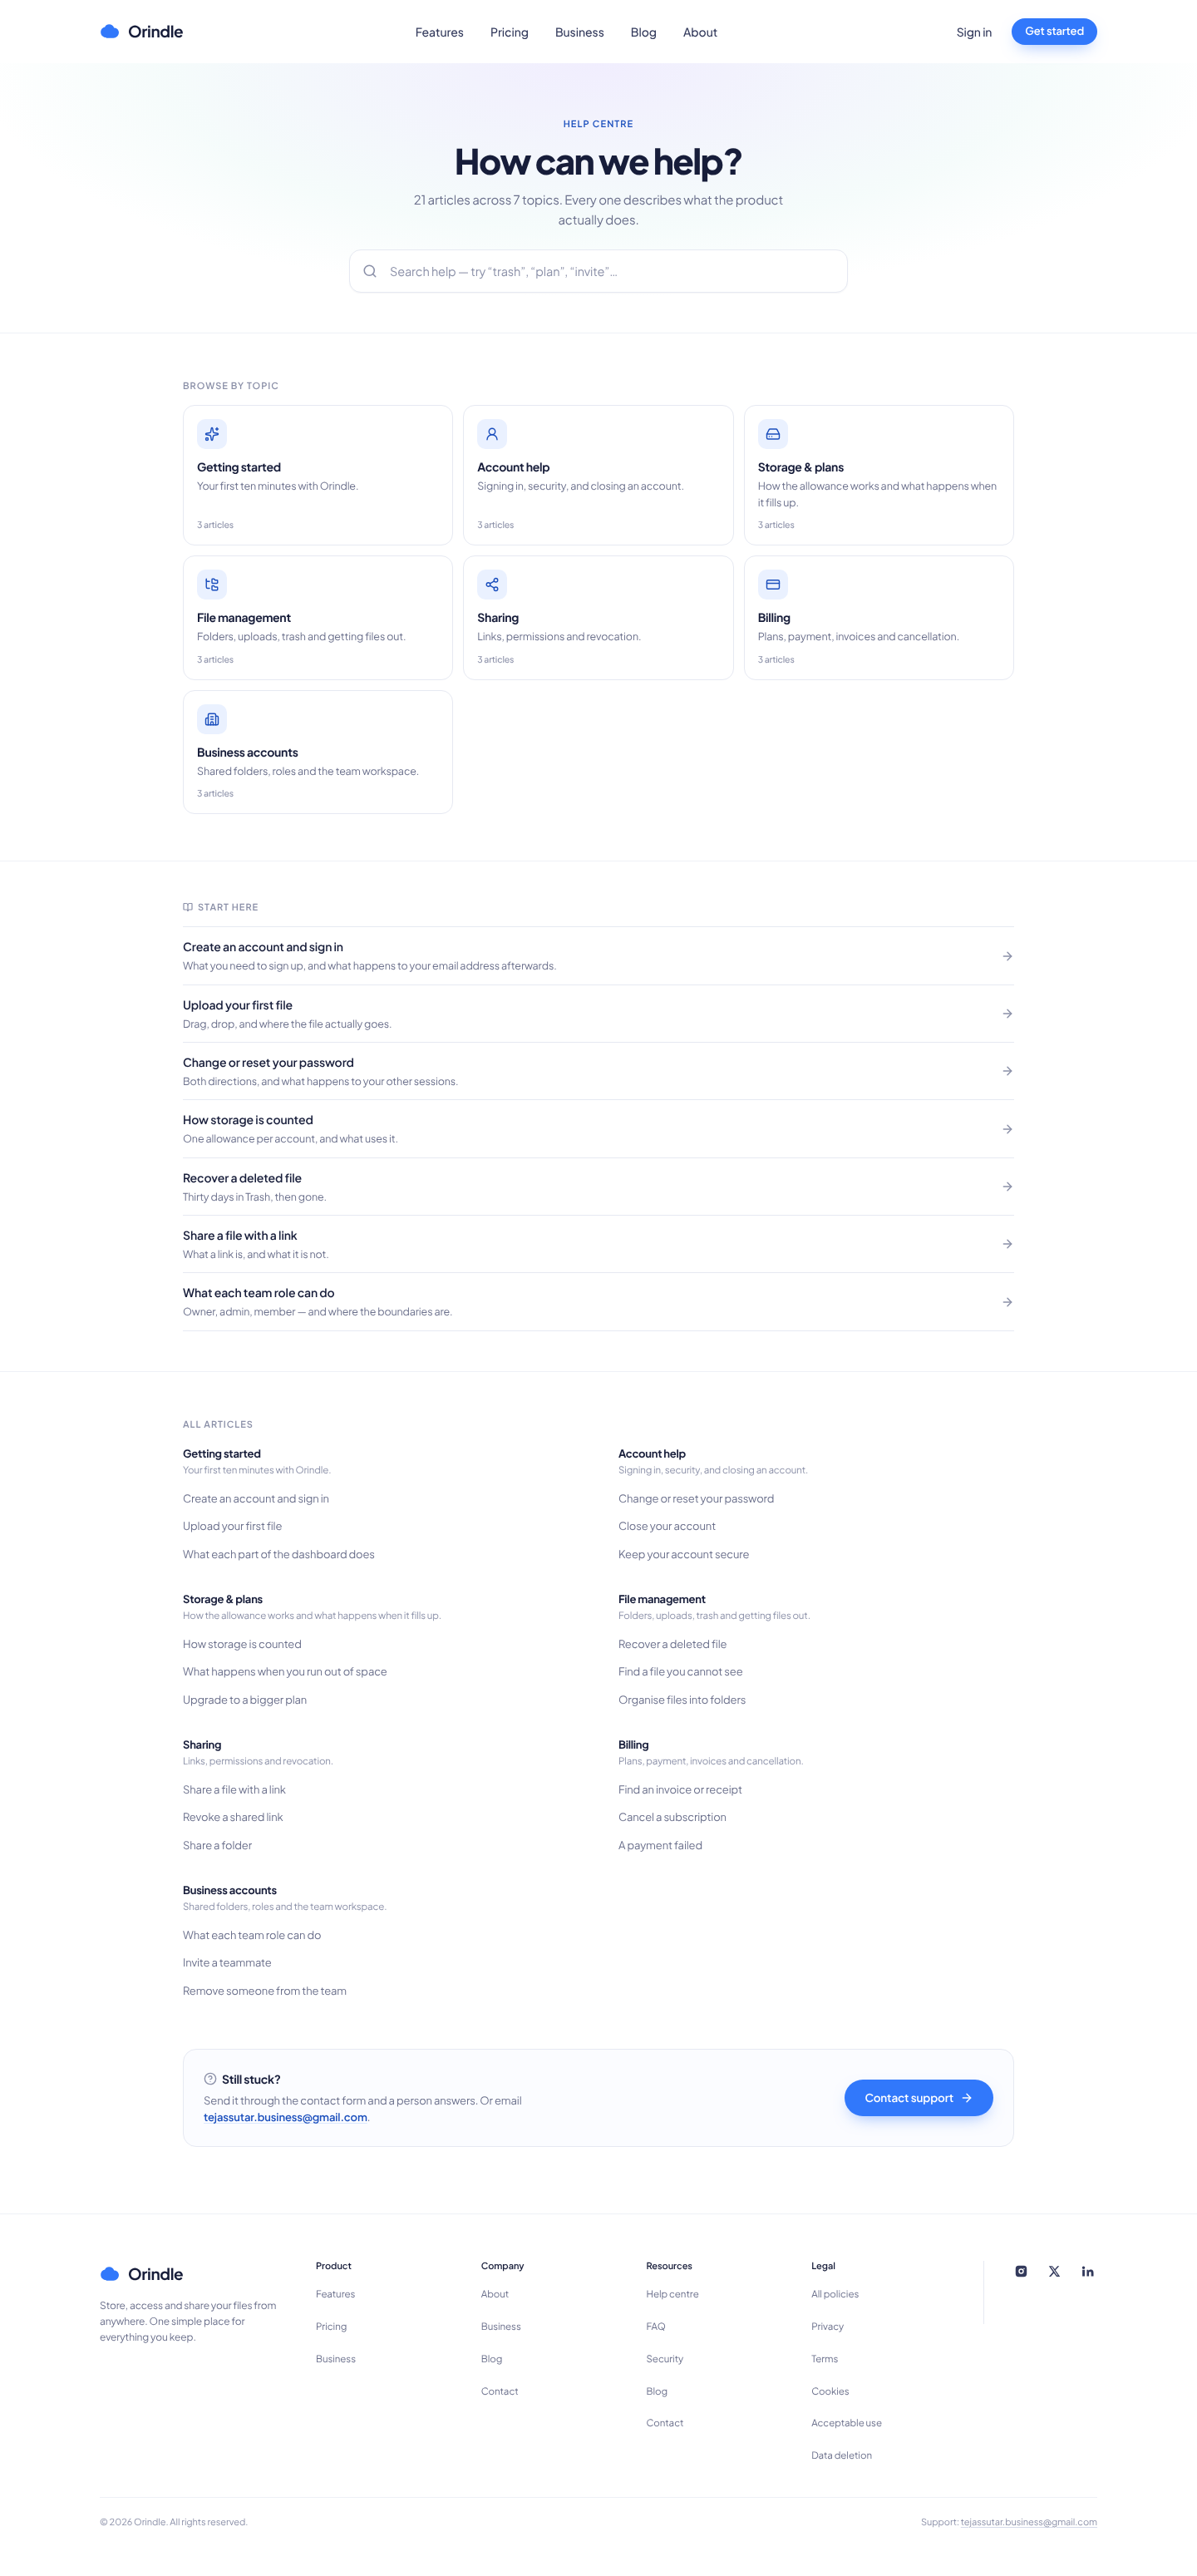 Orindle
Features
Pricing
Business
Blog
About
Sign in
Get started
HELP CENTRE
How can we help?
21 articles across 7 topics. Every one describes what the product
actually does.
Search help — try “trash”, “plan”, “invite”…
BROWSE BY TOPIC
Getting started
Your first ten minutes with Orindle.
3 articles
Account help
Signing in, security, and closing an account.
3 articles
Storage & plans
How the allowance works and what happens when
it fills up.
3 articles
File management
Folders, uploads, trash and getting files out.
3 articles
Sharing
Links, permissions and revocation.
3 articles
Billing
Plans, payment, invoices and cancellation.
3 articles
Business accounts
Shared folders, roles and the team workspace.
3 articles
START HERE
Create an account and sign in
What you need to sign up, and what happens to your email address afterwards.
Upload your first file
Drag, drop, and where the file actually goes.
Change or reset your password
Both directions, and what happens to your other sessions.
How storage is counted
One allowance per account, and what uses it.
Recover a deleted file
Thirty days in Trash, then gone.
Share a file with a link
What a link is, and what it is not.
What each team role can do
Owner, admin, member — and where the boundaries are.
ALL ARTICLES
Getting started
Your first ten minutes with Orindle.
Create an account and sign in
Upload your first file
What each part of the dashboard does
Account help
Signing in, security, and closing an account.
Change or reset your password
Close your account
Keep your account secure
Storage & plans
How the allowance works and what happens when it fills up.
How storage is counted
What happens when you run out of space
Upgrade to a bigger plan
File management
Folders, uploads, trash and getting files out.
Recover a deleted file
Find a file you cannot see
Organise files into folders
Sharing
Links, permissions and revocation.
Share a file with a link
Revoke a shared link
Share a folder
Billing
Plans, payment, invoices and cancellation.
Find an invoice or receipt
Cancel a subscription
A payment failed
Business accounts
Shared folders, roles and the team workspace.
What each team role can do
Invite a teammate
Remove someone from the team
Still stuck?
Send it through the contact form and a person answers. Or email
tejassutar.business@gmail.com.
Contact support
Orindle
Store, access and share your files from
anywhere. One simple place for
everything you keep.
Product
Features
Pricing
Business
Company
About
Business
Blog
Contact
Resources
Help centre
FAQ
Security
Blog
Contact
Legal
All policies
Privacy
Terms
Cookies
Acceptable use
Data deletion
© 2026 Orindle. All rights reserved.
Support: tejassutar.business@gmail.com